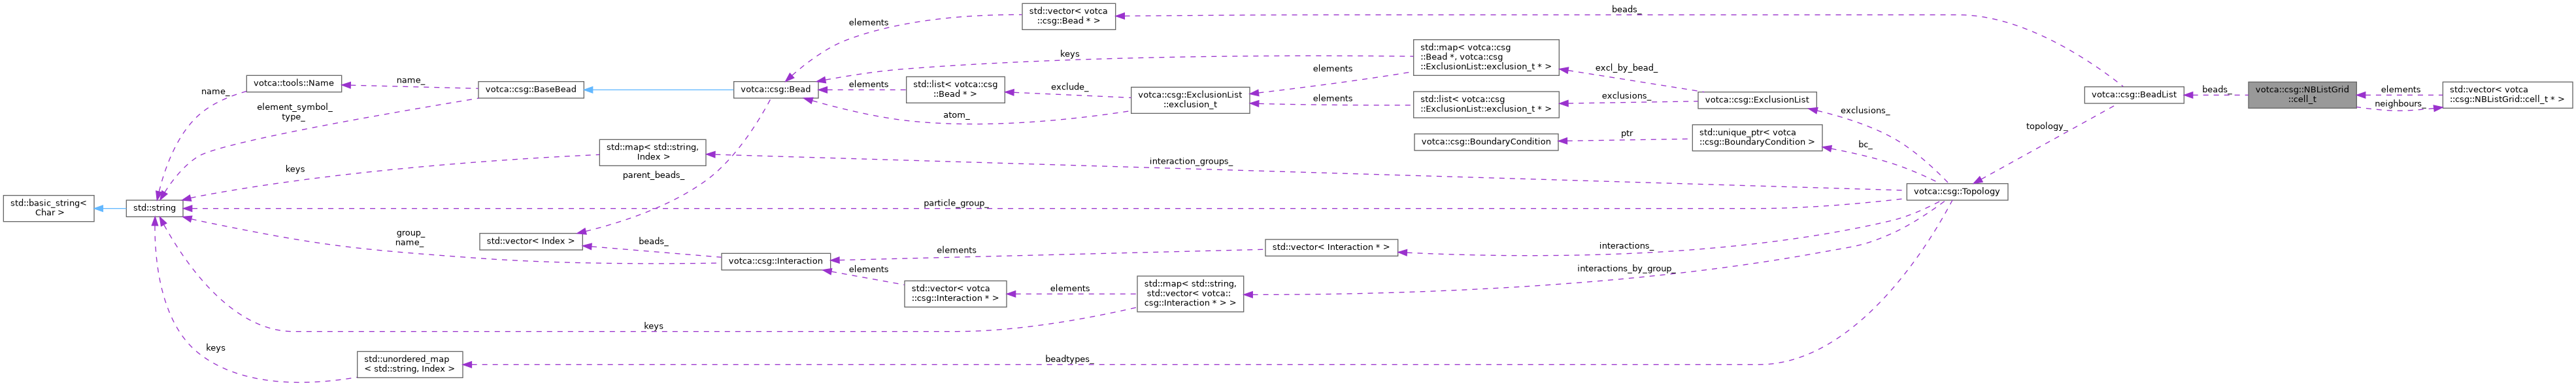 std::vector< votca
::csg::Bead * >
elements
beads_
std::map< votca::csg
::Bead *, votca::csg
::ExclusionList::exclusion_t * >
keys
elements
excl_by_bead_
votca::tools::Name
name_
votca::csg::BaseBead
votca::csg::Bead
elements
std::list< votca::csg
::Bead * >
exclude_
votca::csg::ExclusionList
::exclusion_t
elements
std::list< votca::csg
::ExclusionList::exclusion_t * >
exclusions_
votca::csg::ExclusionList
votca::csg::BeadList
beads_
votca::csg::NBListGrid
::cell_t
elements
neighbours_
std::vector< votca
::csg::NBListGrid::cell_t * >
name_
element_symbol_
type_
atom_
exclusions_
topology_
votca::csg::BoundaryCondition
ptr
std::unique_ptr< votca
::csg::BoundaryCondition >
bc_
std::map< std::string,
Index >
keys
interaction_groups_
parent_beads_
votca::csg::Topology
std::basic_string<
Char >
std::string
particle_group_
group_
name_
std::vector< Index >
beads_
votca::csg::Interaction
elements
std::vector< Interaction * >
interactions_
elements
interactions_by_group_
std::vector< votca
::csg::Interaction * >
elements
std::map< std::string,
std::vector< votca::
csg::Interaction * > >
keys
keys
std::unordered_map
< std::string, Index >
beadtypes_